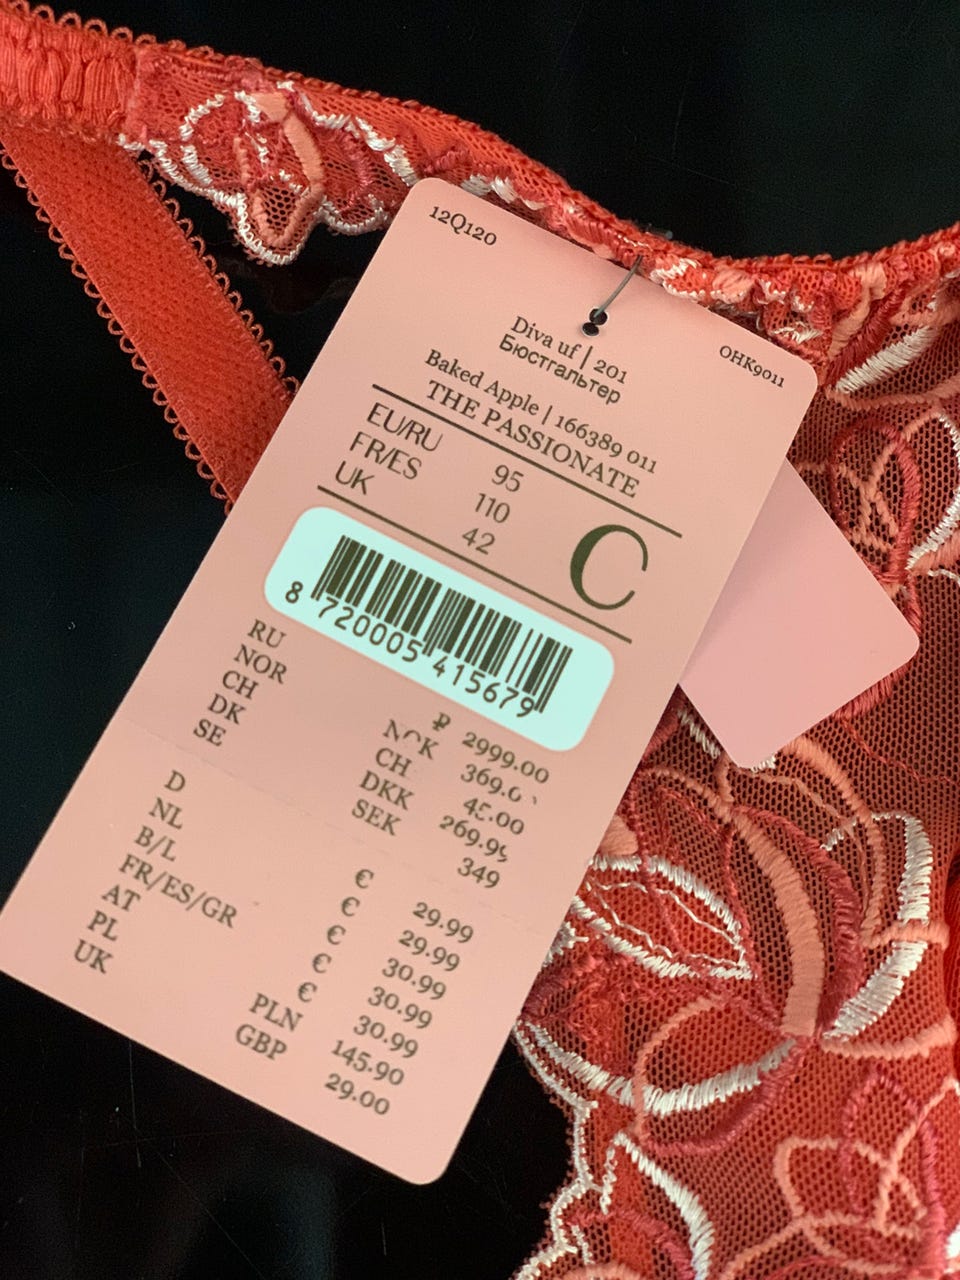 12Q120
OHK9011
Diva uf | 201
Бюстгальтер
Baked Apple | 166389 011
THE PASSIONATE
EU/RU 95
FR/ES 110
UK 42
C
8 720005 415679
RU ₽ 2999.00
NOR NOK
CH CH 45.00
DK DKK 269.95
SE SEK 349
D € 29.99
NL € 29.99
B/L € 30.99
FR/ES/GR € 30.99
AT € 30.99
PL PLN 145.90
UK GBP 29.00